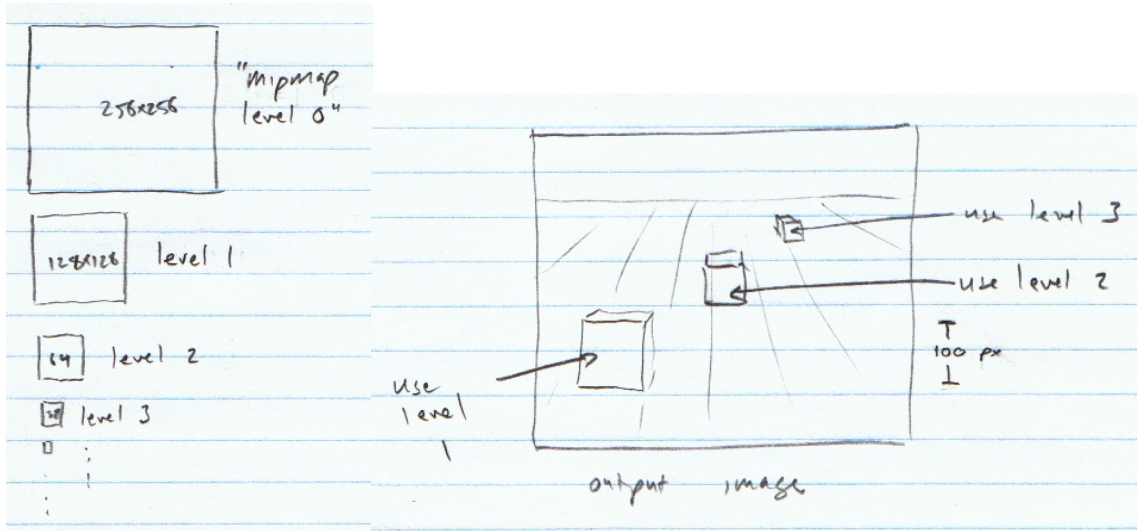 256x256
"mipmap
level 0"
128x128
level 1
64
level 2
32
level 3
use level 3
use level 2
100 px
use
level
1
output image